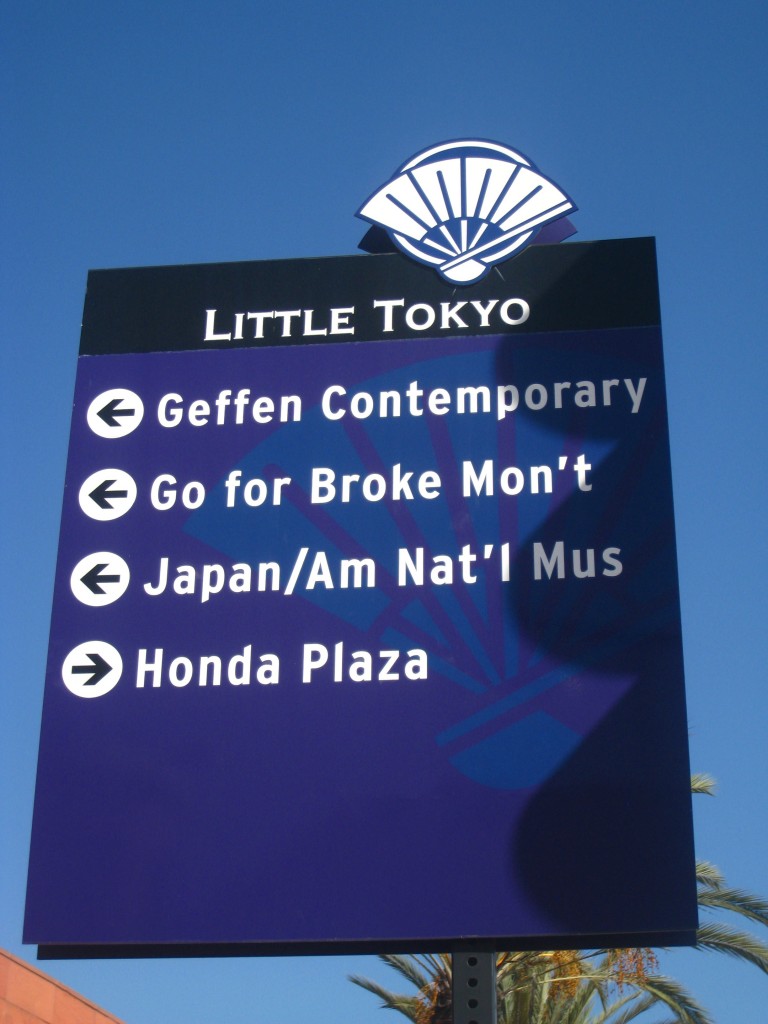 LITTLE TOKYO
Geffen Contemporary
Go for Broke Mon't
Japan/Am Nat'l Mus
Honda Plaza